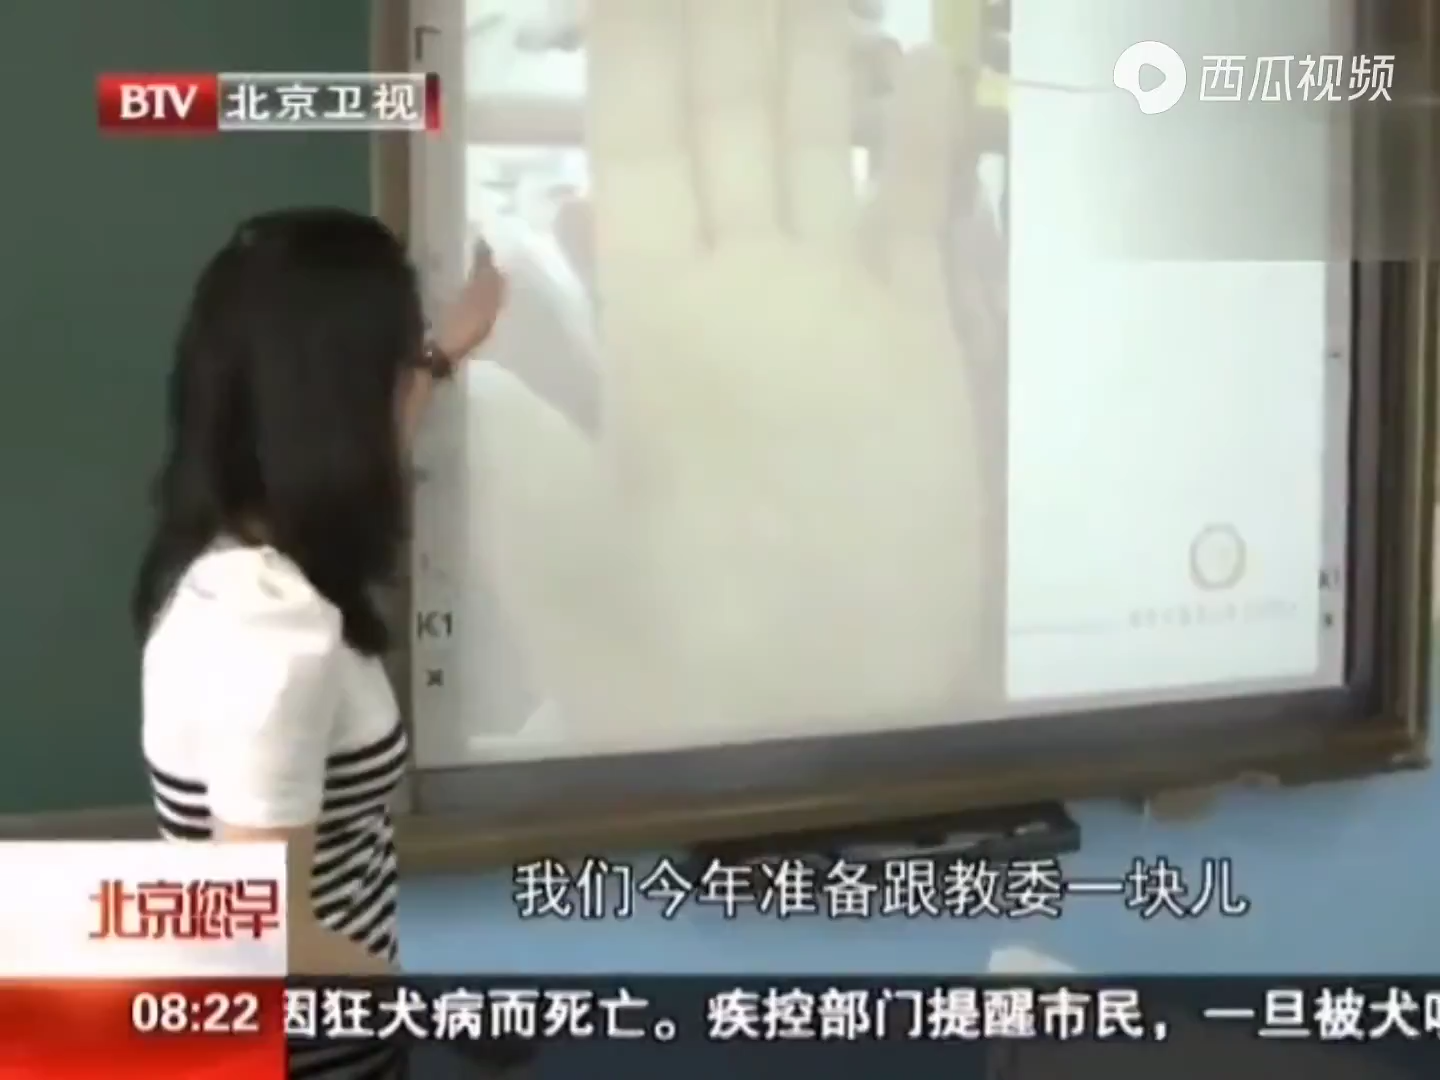 BTV 北京卫视
西瓜视频
K1
我们今年准备跟教委一块儿
北京您早
08:22 因狂犬病而死亡。疾控部门提醒市民，一旦被犬